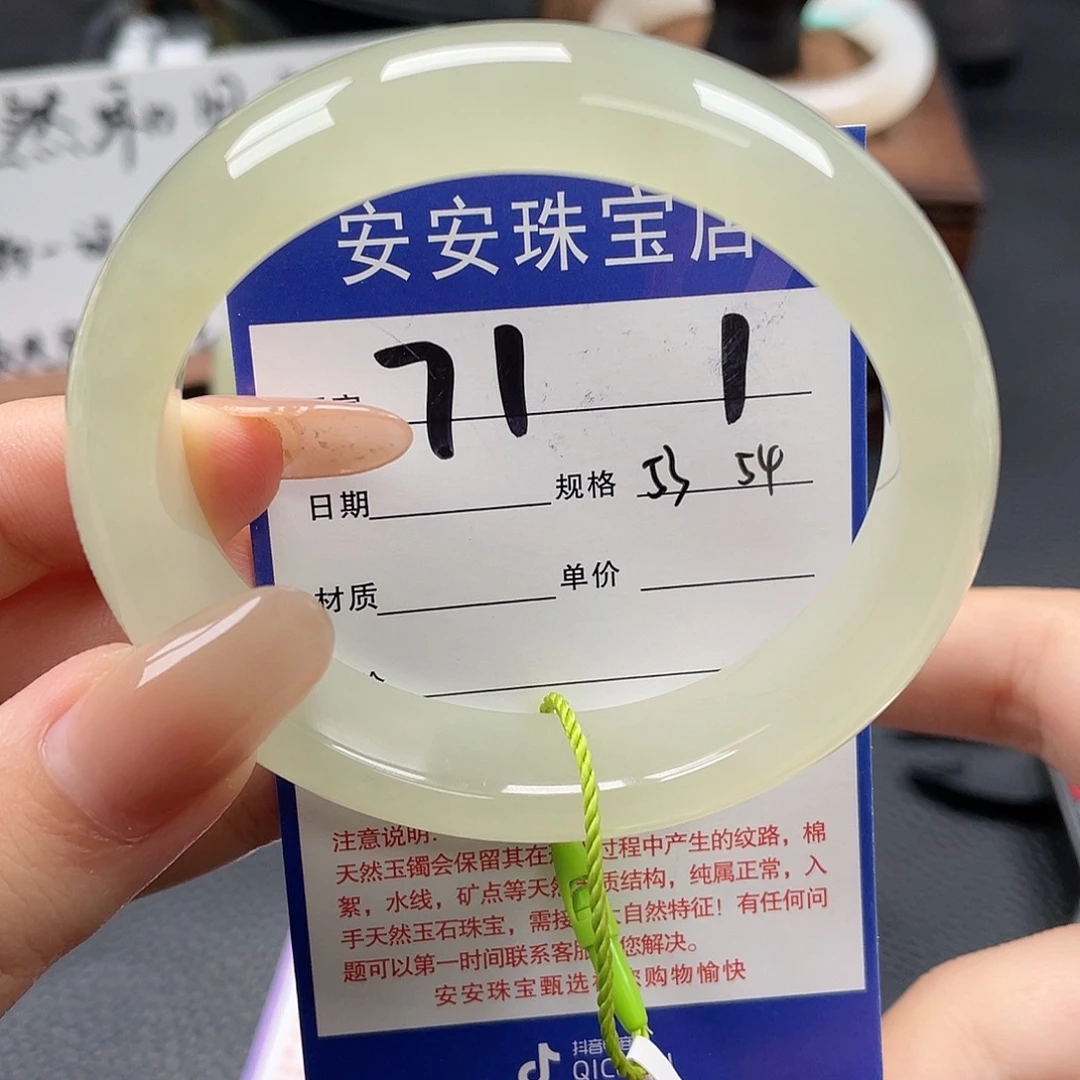 安安珠宝店
71 1
日期 规格 53 54
材质 单价
注意说明:
天然玉镯会保留其在 过程中产生的纹路，棉
絮，水线，矿点等天然 质结构，纯属正常，入
手天然玉石珠宝，需接 大自然特征！有任何问
题可以第一时间联系客服 您解决。
安安珠宝甄选 购物愉快
抖音
QIC